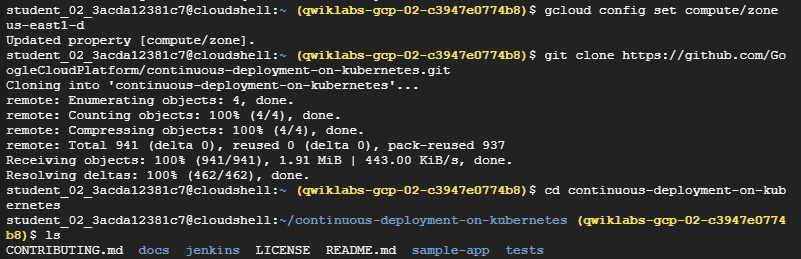 student_02_3acda12381c7@cloudshell:~ (qwiklabs-gcp-02-c3947e0774b8)$ gcloud config set compute/zone
us-east1-d
Updated property [compute/zone].
student_02_3acda12381c7@cloudshell:~ (qwiklabs-gcp-02-c3947e0774b8)$ git clone https://github.com/Go
ogleCloudPlatform/continuous-deployment-on-kubernetes.git
Cloning into 'continuous-deployment-on-kubernetes'...
remote: Enumerating objects: 4, done.
remote: Counting objects: 100% (4/4), done.
remote: Compressing objects: 100% (4/4), done.
remote: Total 941 (delta 0), reused 0 (delta 0), pack-reused 937
Receiving objects: 100% (941/941), 1.91 MiB | 443.00 KiB/s, done.
Resolving deltas: 100% (462/462), done.
student_02_3acda12381c7@cloudshell:~ (qwiklabs-gcp-02-c3947e0774b8)$ cd continuous-deployment-on-kub
ernetes
student_02_3acda12381c7@cloudshell:~/continuous-deployment-on-kubernetes (qwiklabs-gcp-02-c3947e0774
b8)$ ls
CONTRIBUTING.md docs jenkins LICENSE README.md sample-app tests